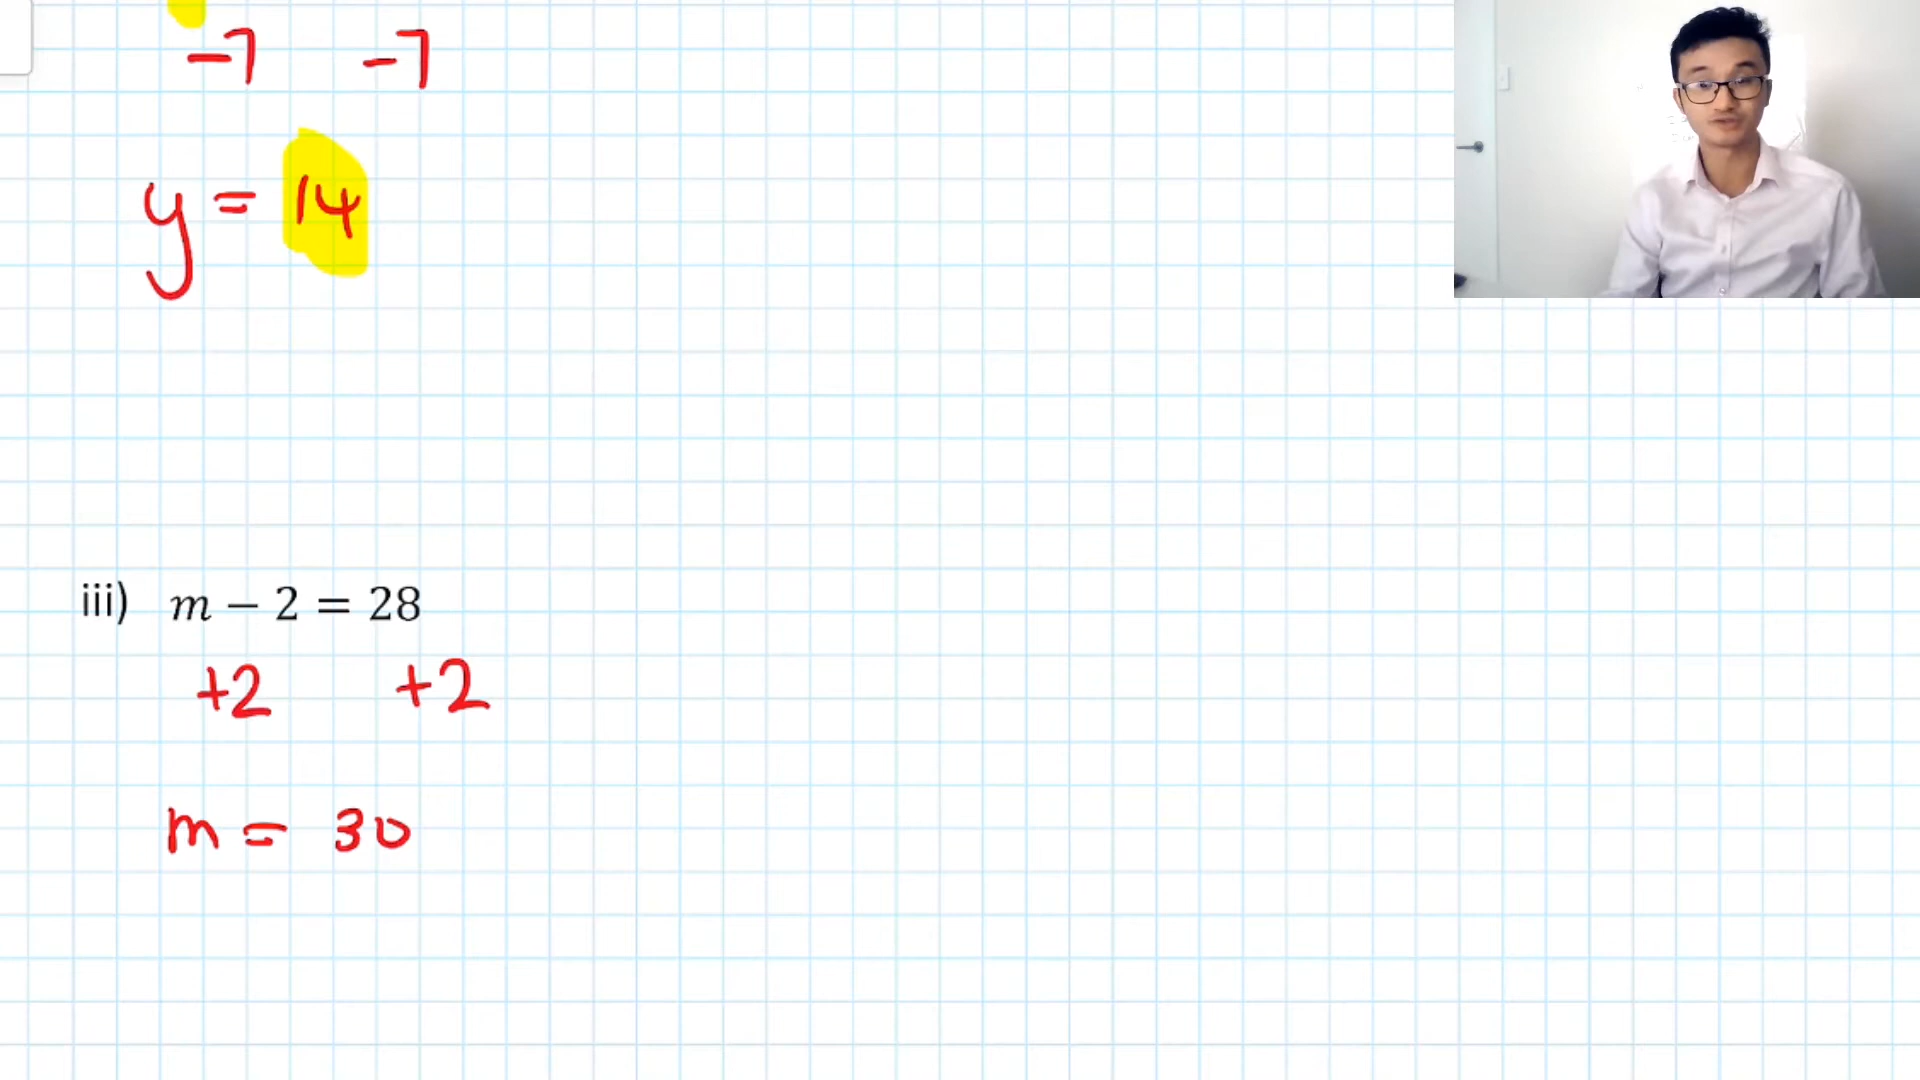 -7 -7
y = 14
iii) m − 2 = 28
+2 +2
m = 30